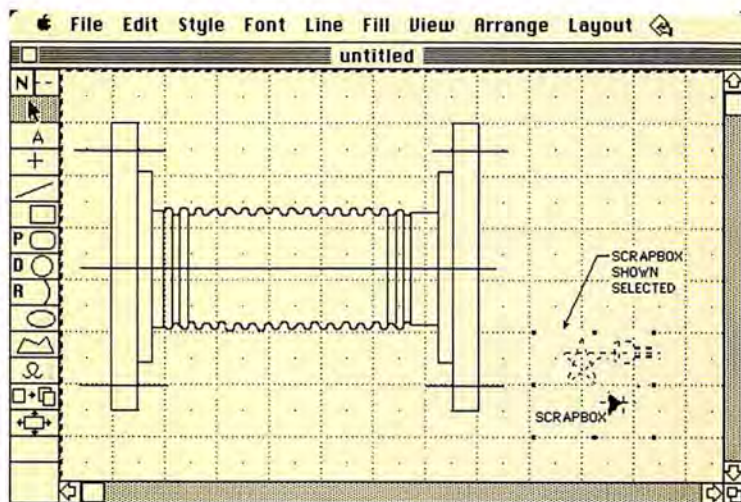 File Edit Style Font Line Fill View Arrange Layout
untitled
N
A
P
D
R
SCRAPBOX
SHOWN
SELECTED
SCRAPBOX